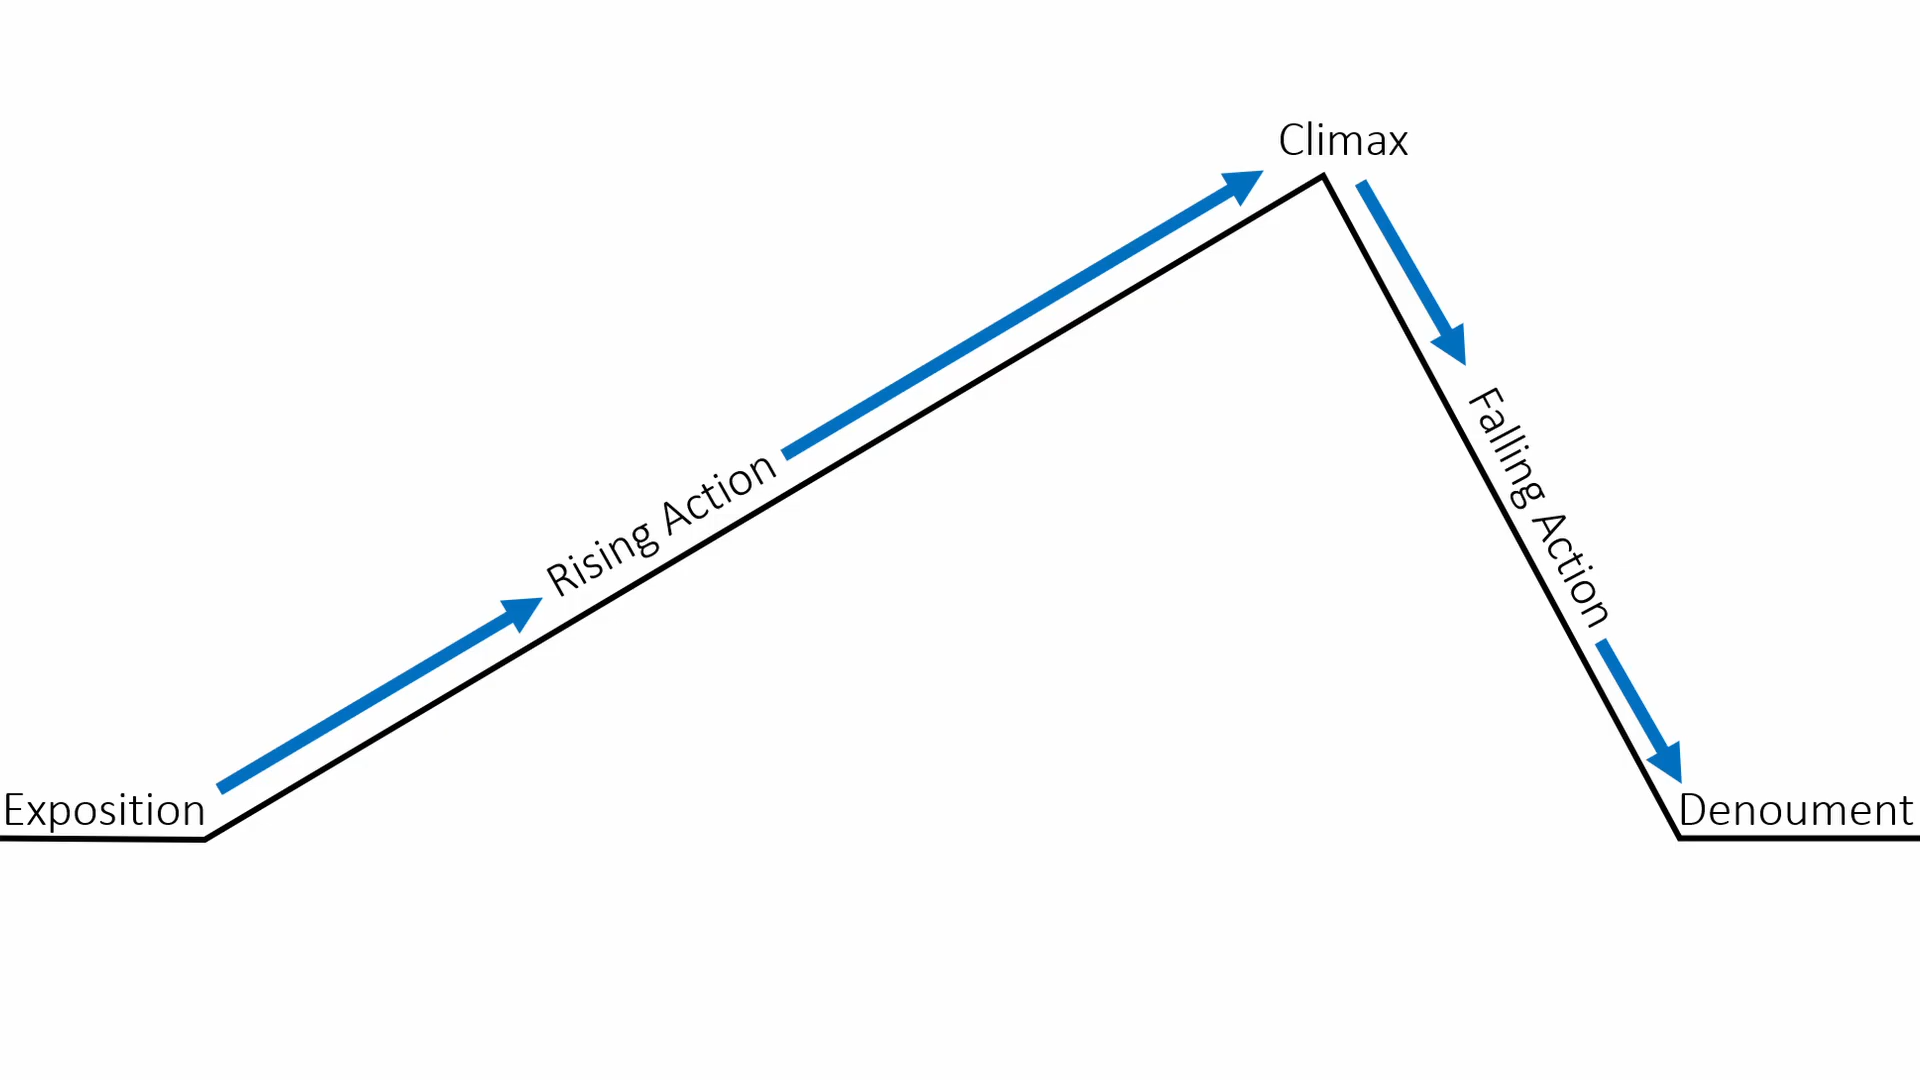 Exposition
Rising Action
Climax
Falling Action
Denoument